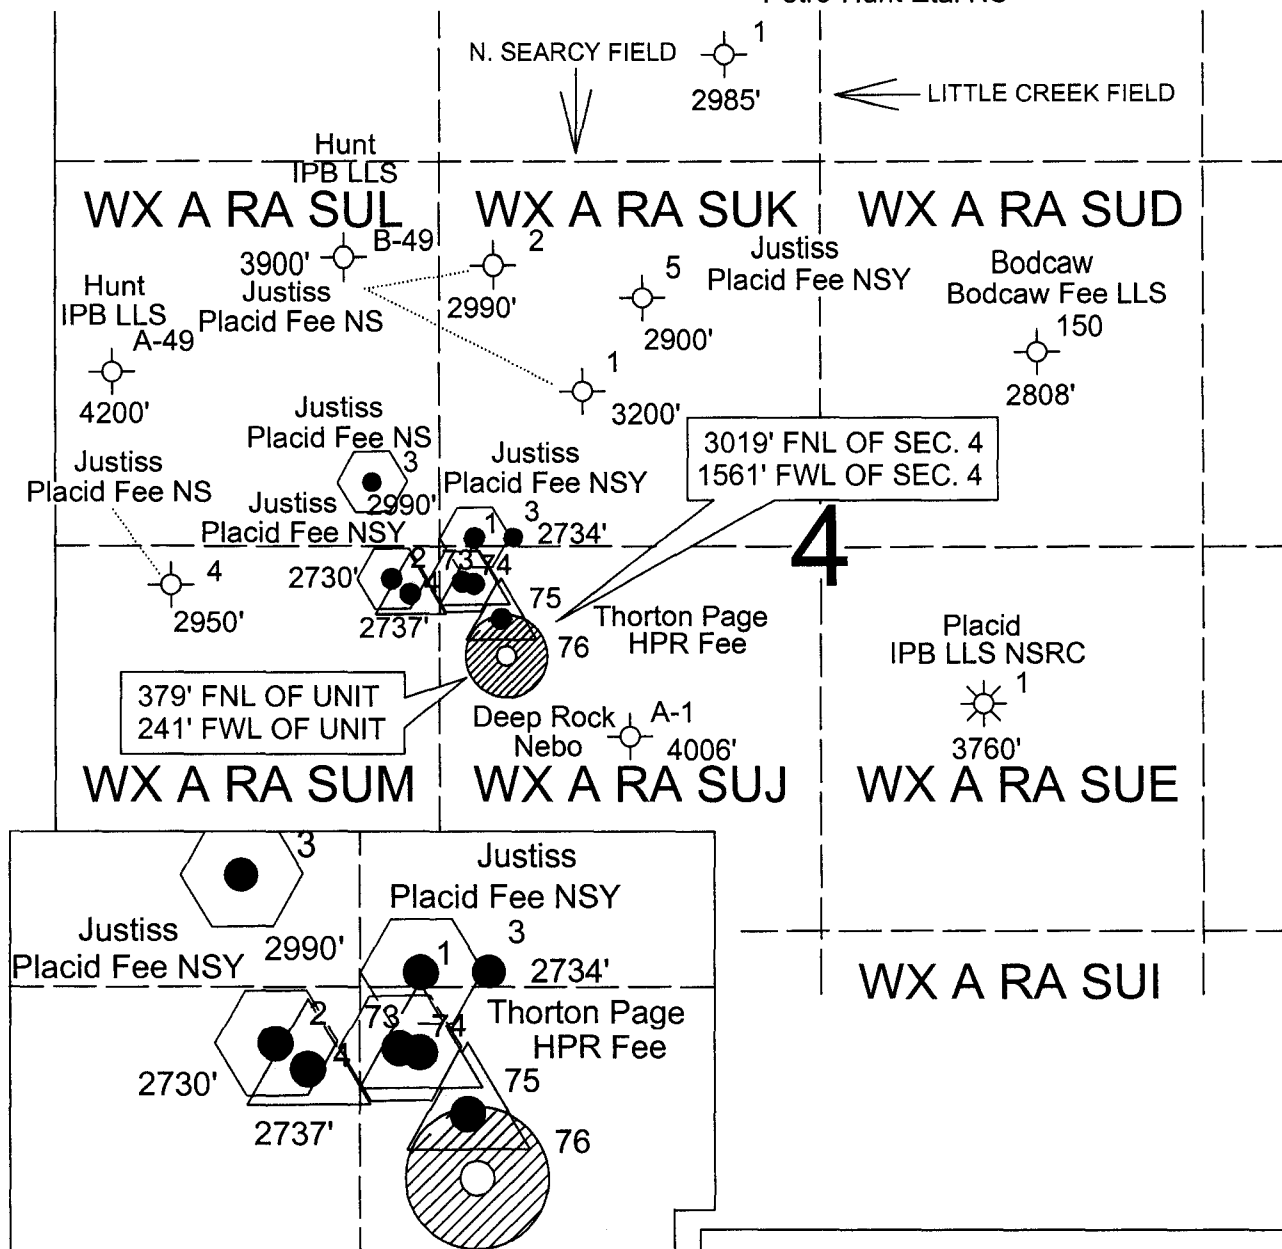 1
N. SEARCY FIELD
2985'
LITTLE CREEK FIELD
Hunt
IPB LLS
WX A RA SUL
WX A RA SUK
WX A RA SUD
B-49
3900'
2
2990'
Justiss
Placid Fee NS
5
2900'
Justiss
Placid Fee NSY
Bodcaw
Bodcaw Fee LLS
150
2808'
Hunt
IPB LLS
A-49
4200'
1
3200'
Justiss
Placid Fee NS
3
2990'
3019' FNL OF SEC. 4
1561' FWL OF SEC. 4
Justiss
Placid Fee NS
Justiss
Placid Fee NSY
Justiss
Placid Fee NSY
1
3
2734'
4
4
2950'
2730'
2
4
2737'
73
74
75
76
Thorton Page
HPR Fee
Placid
IPB LLS NSRC
1
3760'
379' FNL OF UNIT
241' FWL OF UNIT
Deep Rock
Nebo
A-1
4006'
WX A RA SUM
WX A RA SUJ
WX A RA SUE
3
2990'
Justiss
Placid Fee NSY
Justiss
Placid Fee NSY
1
3
2734'
WX A RA SUI
2
4
2730'
2737'
73
74
Thorton Page
HPR Fee
75
76